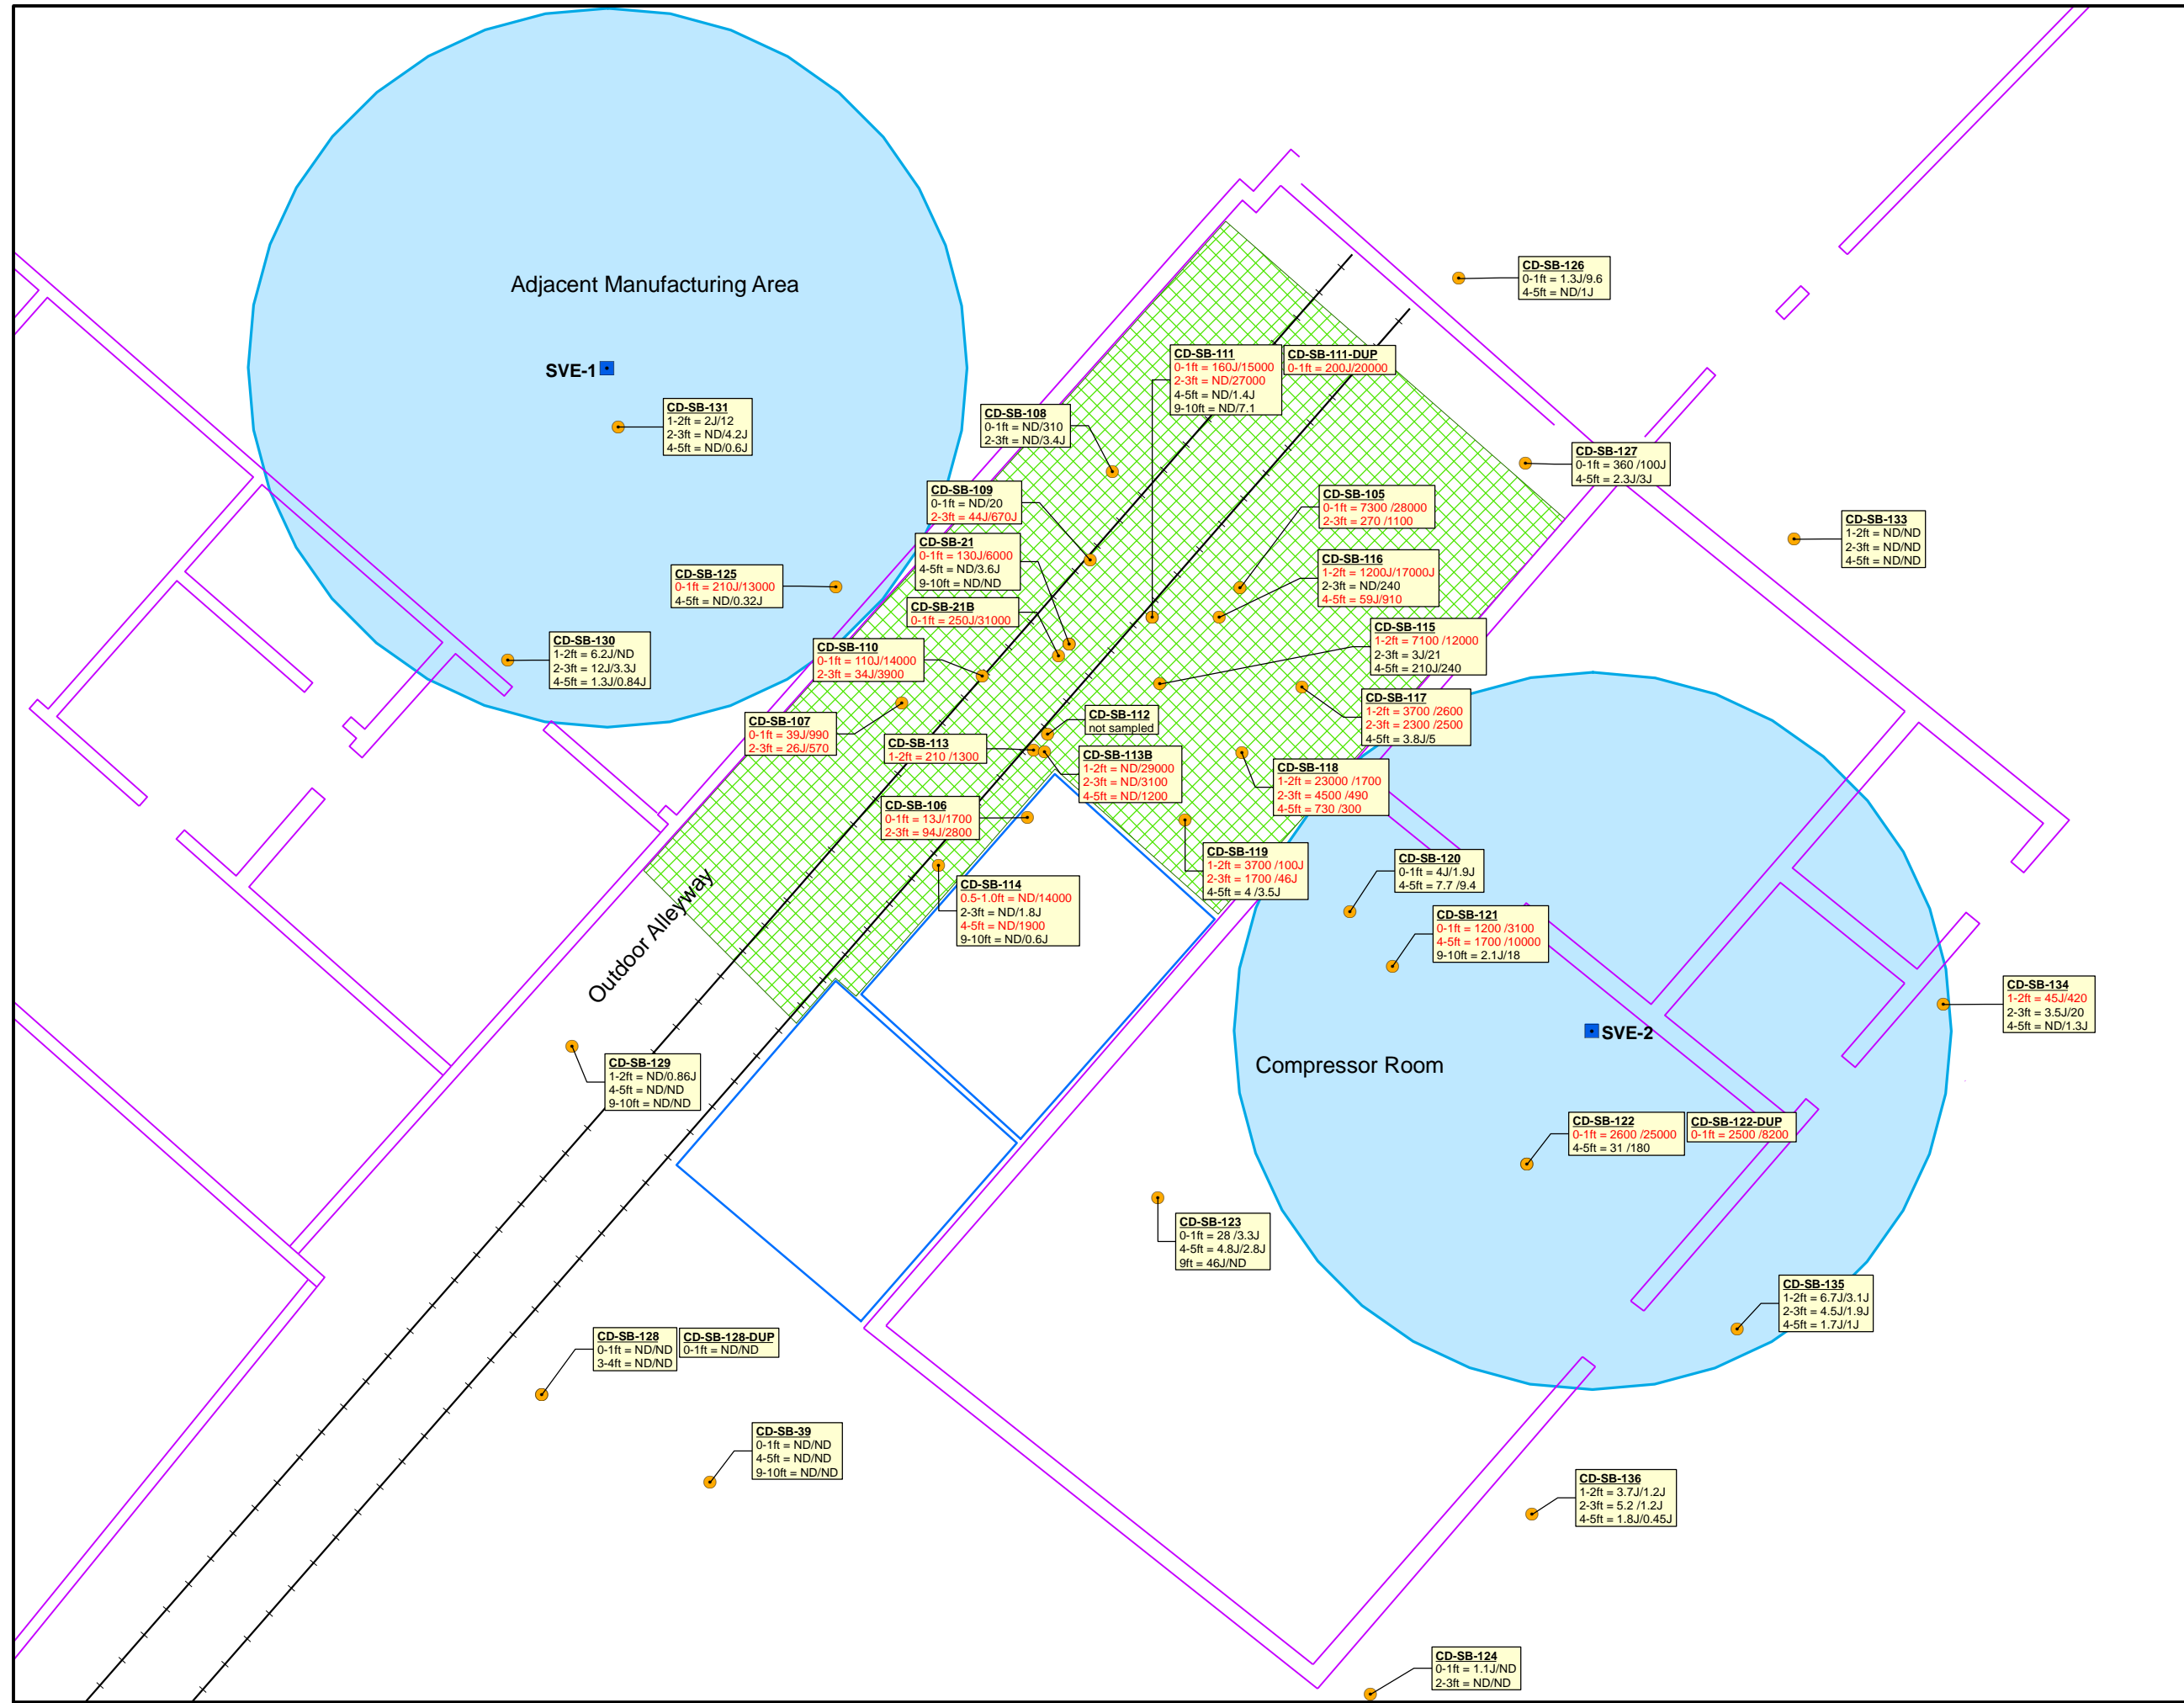 CD-SB-126
0-1ft = 1.3J/9.6
4-5ft = ND/1J
Adjacent Manufacturing Area
SVE-1
CD-SB-111
0-1ft = 160J/15000
2-3ft = ND/27000
4-5ft = ND/1.4J
9-10ft = ND/7.1
CD-SB-111-DUP
0-1ft = 200J/20000
CD-SB-131
1-2ft = 2J/12
2-3ft = ND/4.2J
4-5ft = ND/0.6J
CD-SB-108
0-1ft = ND/310
2-3ft = ND/3.4J
CD-SB-127
0-1ft = 360 /100J
4-5ft = 2.3J/3J
CD-SB-109
0-1ft = ND/20
2-3ft = 44J/670J
CD-SB-105
0-1ft = 7300 /28000
2-3ft = 270 /1100
CD-SB-133
1-2ft = ND/ND
2-3ft = ND/ND
4-5ft = ND/ND
CD-SB-21
0-1ft = 130J/6000
4-5ft = ND/3.6J
9-10ft = ND/ND
CD-SB-116
1-2ft = 1200J/17000J
2-3ft = ND/240
4-5ft = 59J/910
CD-SB-125
0-1ft = 210J/13000
4-5ft = ND/0.32J
CD-SB-21B
0-1ft = 250J/31000
CD-SB-115
1-2ft = 7100 /12000
2-3ft = 3J/21
4-5ft = 210J/240
CD-SB-130
1-2ft = 6.2J/ND
2-3ft = 12J/3.3J
4-5ft = 1.3J/0.84J
CD-SB-110
0-1ft = 110J/14000
2-3ft = 34J/3900
CD-SB-117
1-2ft = 3700 /2600
2-3ft = 2300 /2500
4-5ft = 3.8J/5
CD-SB-107
0-1ft = 39J/990
2-3ft = 26J/570
CD-SB-112
not sampled
CD-SB-113
1-2ft = 210 /1300
CD-SB-113B
1-2ft = ND/29000
2-3ft = ND/3100
4-5ft = ND/1200
CD-SB-118
1-2ft = 23000 /1700
2-3ft = 4500 /490
4-5ft = 730 /300
CD-SB-106
0-1ft = 13J/1700
2-3ft = 94J/2800
CD-SB-119
1-2ft = 3700 /100J
2-3ft = 1700 /46J
4-5ft = 4 /3.5J
CD-SB-120
0-1ft = 4J/1.9J
4-5ft = 7.7 /9.4
CD-SB-114
0.5-1.0ft = ND/14000
2-3ft = ND/1.8J
4-5ft = ND/1900
9-10ft = ND/0.6J
CD-SB-121
0-1ft = 1200 /3100
4-5ft = 1700 /10000
9-10ft = 2.1J/18
Outdoor Alleyway
CD-SB-134
1-2ft = 45J/420
2-3ft = 3.5J/20
4-5ft = ND/1.3J
SVE-2
Compressor Room
CD-SB-129
1-2ft = ND/0.86J
4-5ft = ND/ND
9-10ft = ND/ND
CD-SB-122
0-1ft = 2600 /25000
4-5ft = 31 /180
CD-SB-122-DUP
0-1ft = 2500 /8200
CD-SB-123
0-1ft = 28 /3.3J
4-5ft = 4.8J/2.8J
9ft = 46J/ND
CD-SB-135
1-2ft = 6.7J/3.1J
2-3ft = 4.5J/1.9J
4-5ft = 1.7J/1J
CD-SB-128
0-1ft = ND/ND
3-4ft = ND/ND
CD-SB-128-DUP
0-1ft = ND/ND
CD-SB-39
0-1ft = ND/ND
4-5ft = ND/ND
9-10ft = ND/ND
CD-SB-136
1-2ft = 3.7J/1.2J
2-3ft = 5.2 /1.2J
4-5ft = 1.8J/0.45J
CD-SB-124
0-1ft = 1.1J/ND
2-3ft = ND/ND